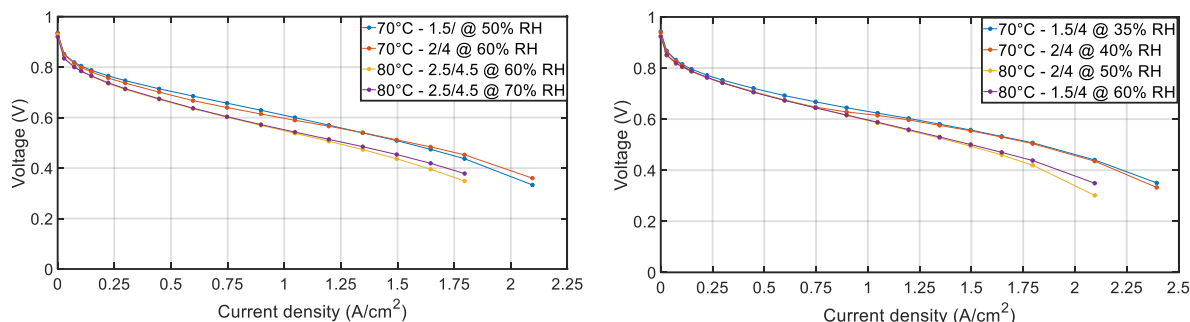 1
0.8
0.6
0.4
0.2
0
Voltage (V)
0 0.25 0.5 0.75 1 1.25 1.5 1.75 2 2.25
Current density (A/cm2)
70°C - 1.5/ @ 50% RH
70°C - 2/4 @ 60% RH
80°C - 2.5/4.5 @ 60% RH
80°C - 2.5/4.5 @ 70% RH
1
0.8
0.6
0.4
0.2
0
Voltage (V)
0 0.25 0.5 0.75 1 1.25 1.5 1.75 2 2.25 2.5
Current density (A/cm2)
70°C - 1.5/4 @ 35% RH
70°C - 2/4 @ 40% RH
80°C - 2/4 @ 50% RH
80°C - 1.5/4 @ 60% RH